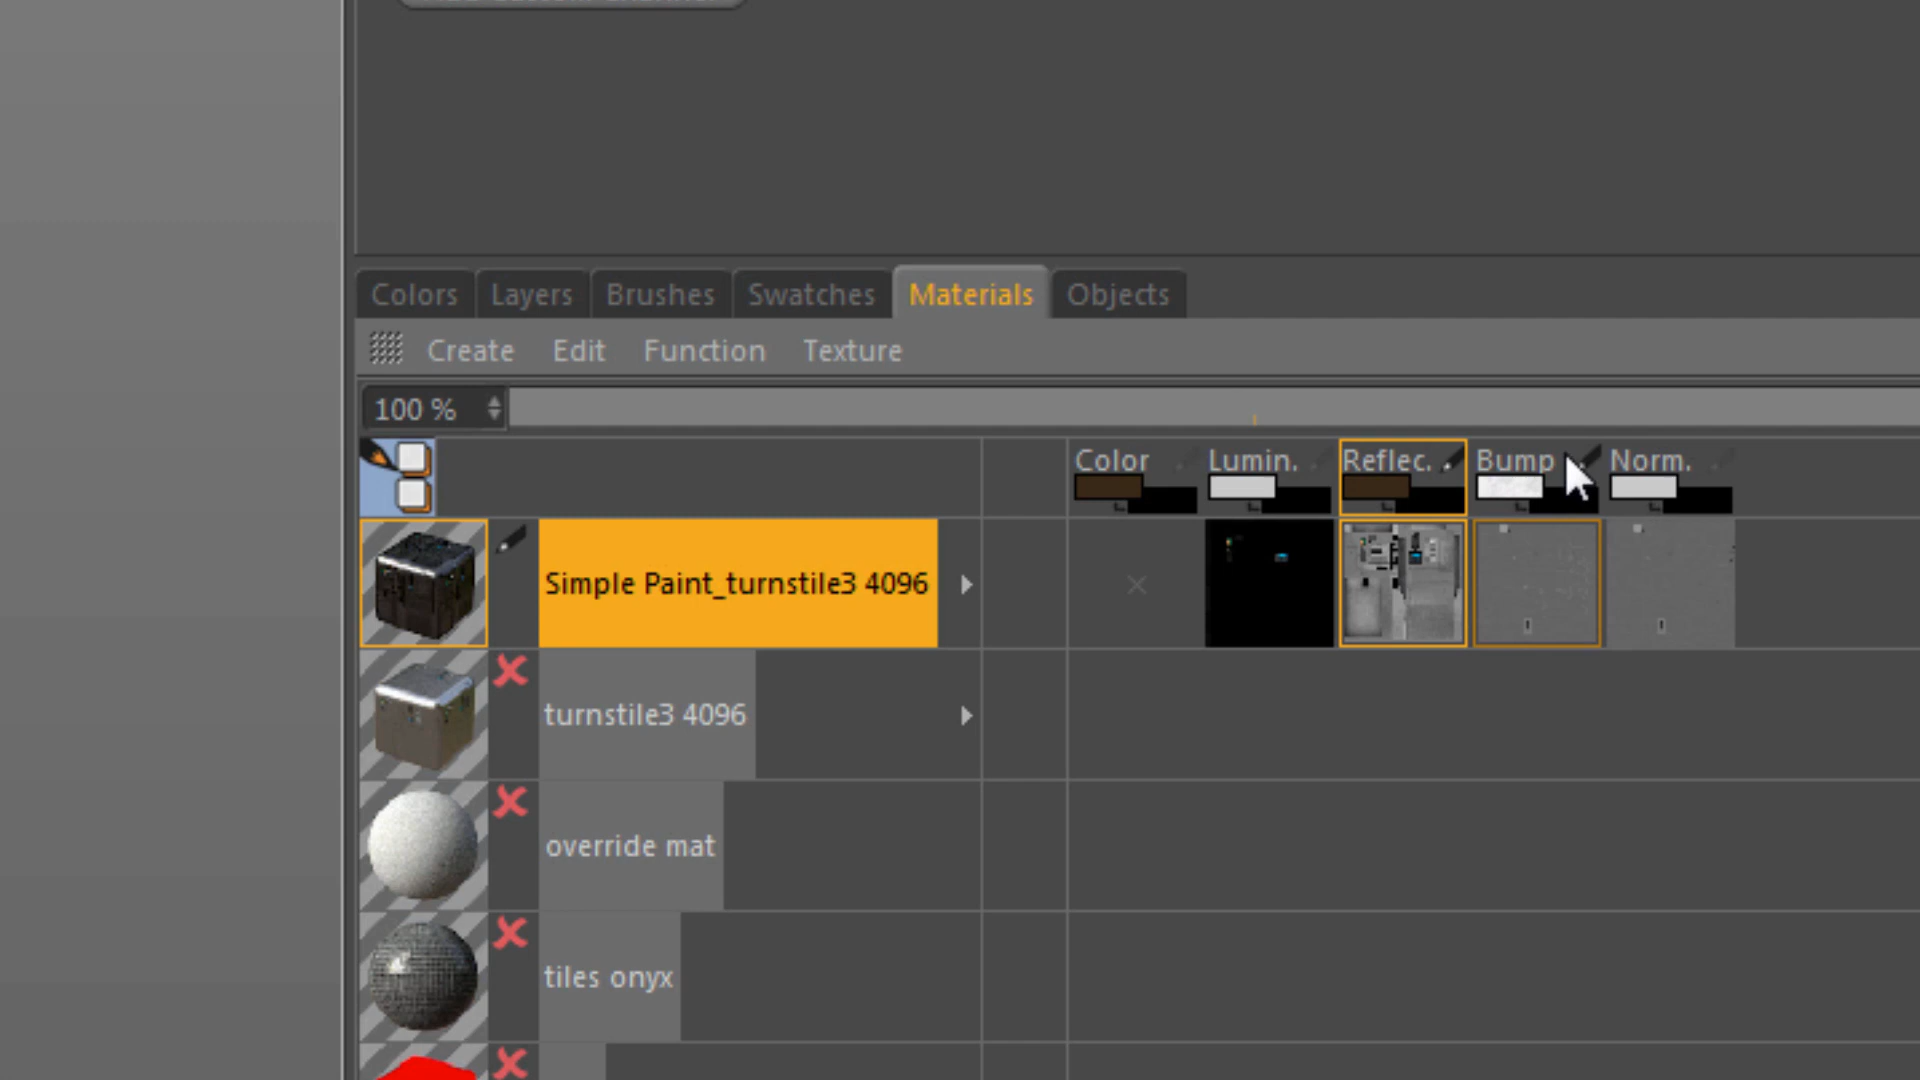 Colors Layers Brushes Swatches Materials Objects
Create Edit Function Texture
100 %
Color Lumin. Reflec. Bump Norm.
Simple Paint_turnstile3 4096
turnstile3 4096
override mat
tiles onyx